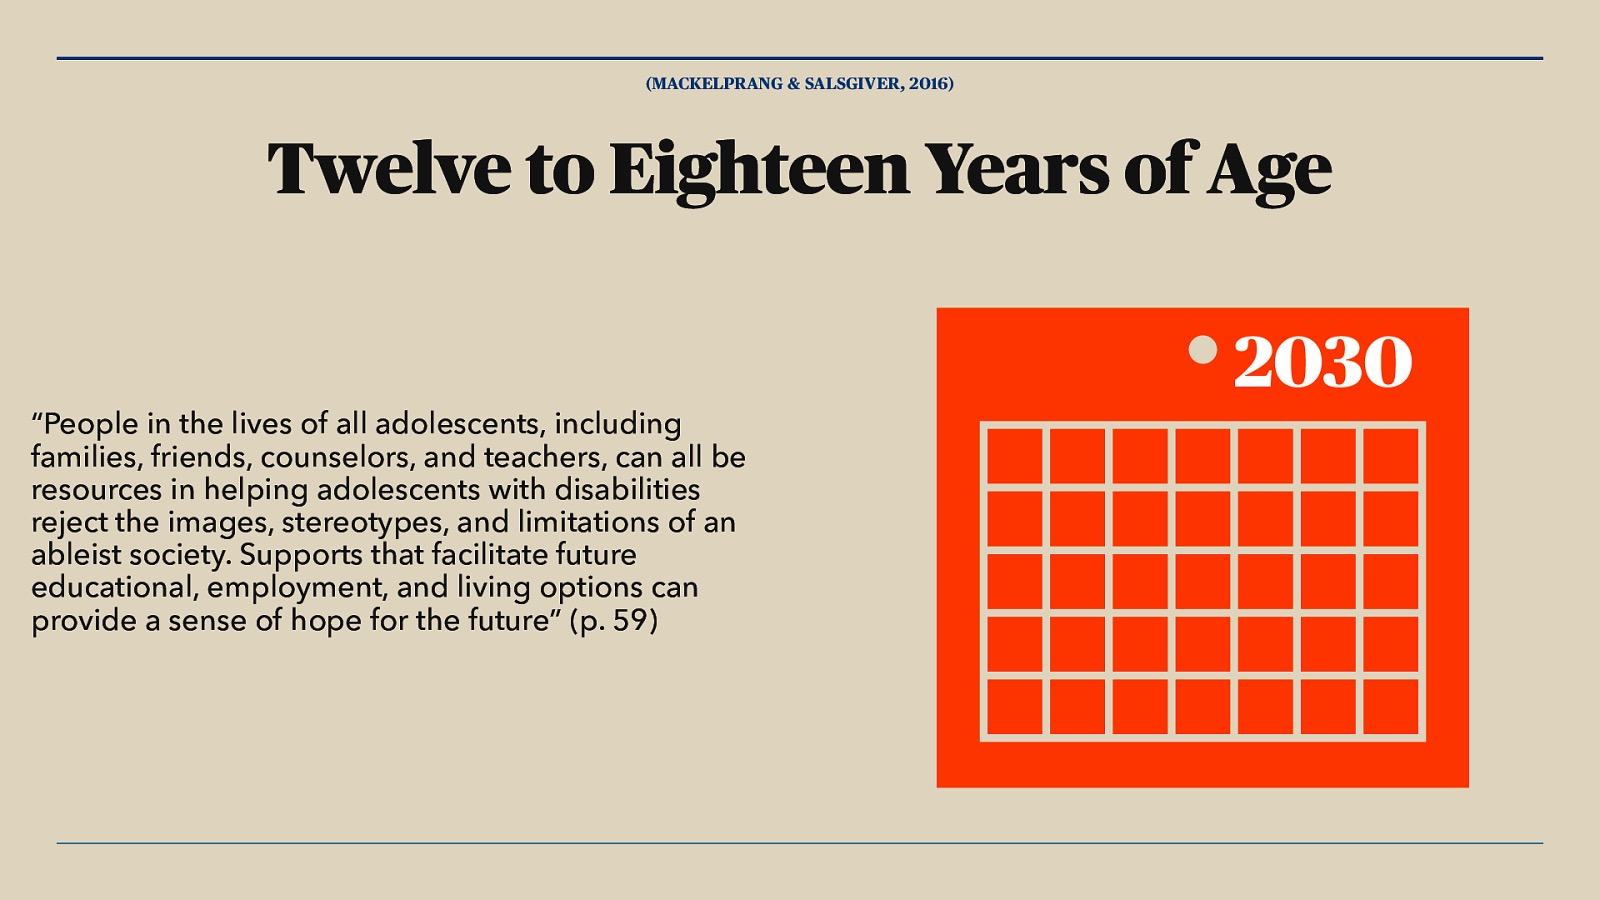 (MACKELPRANG & SALSGIVER, 2016)
Twelve to Eighteen Years of Age
2030
“People in the lives of all adolescents, including
families, friends, counselors, and teachers, can all be
resources in helping adolescents with disabilities
reject the images, stereotypes, and limitations of an
ableist society. Supports that facilitate future
educational, employment, and living options can
provide a sense of hope for the future” (p. 59)